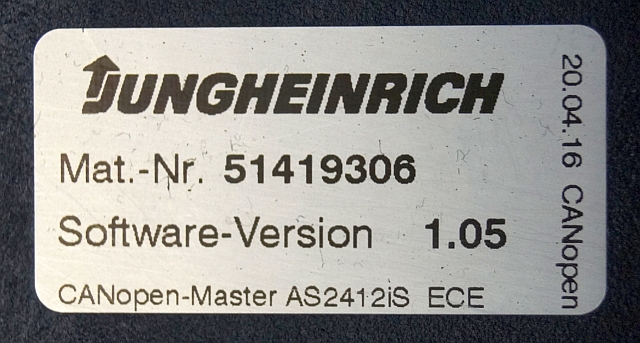 JUNGHEINRICH
Mat.-Nr. 51419306
Software-Version 1.05
CANopen-Master AS2412iS ECE
20.04.16 CANopen